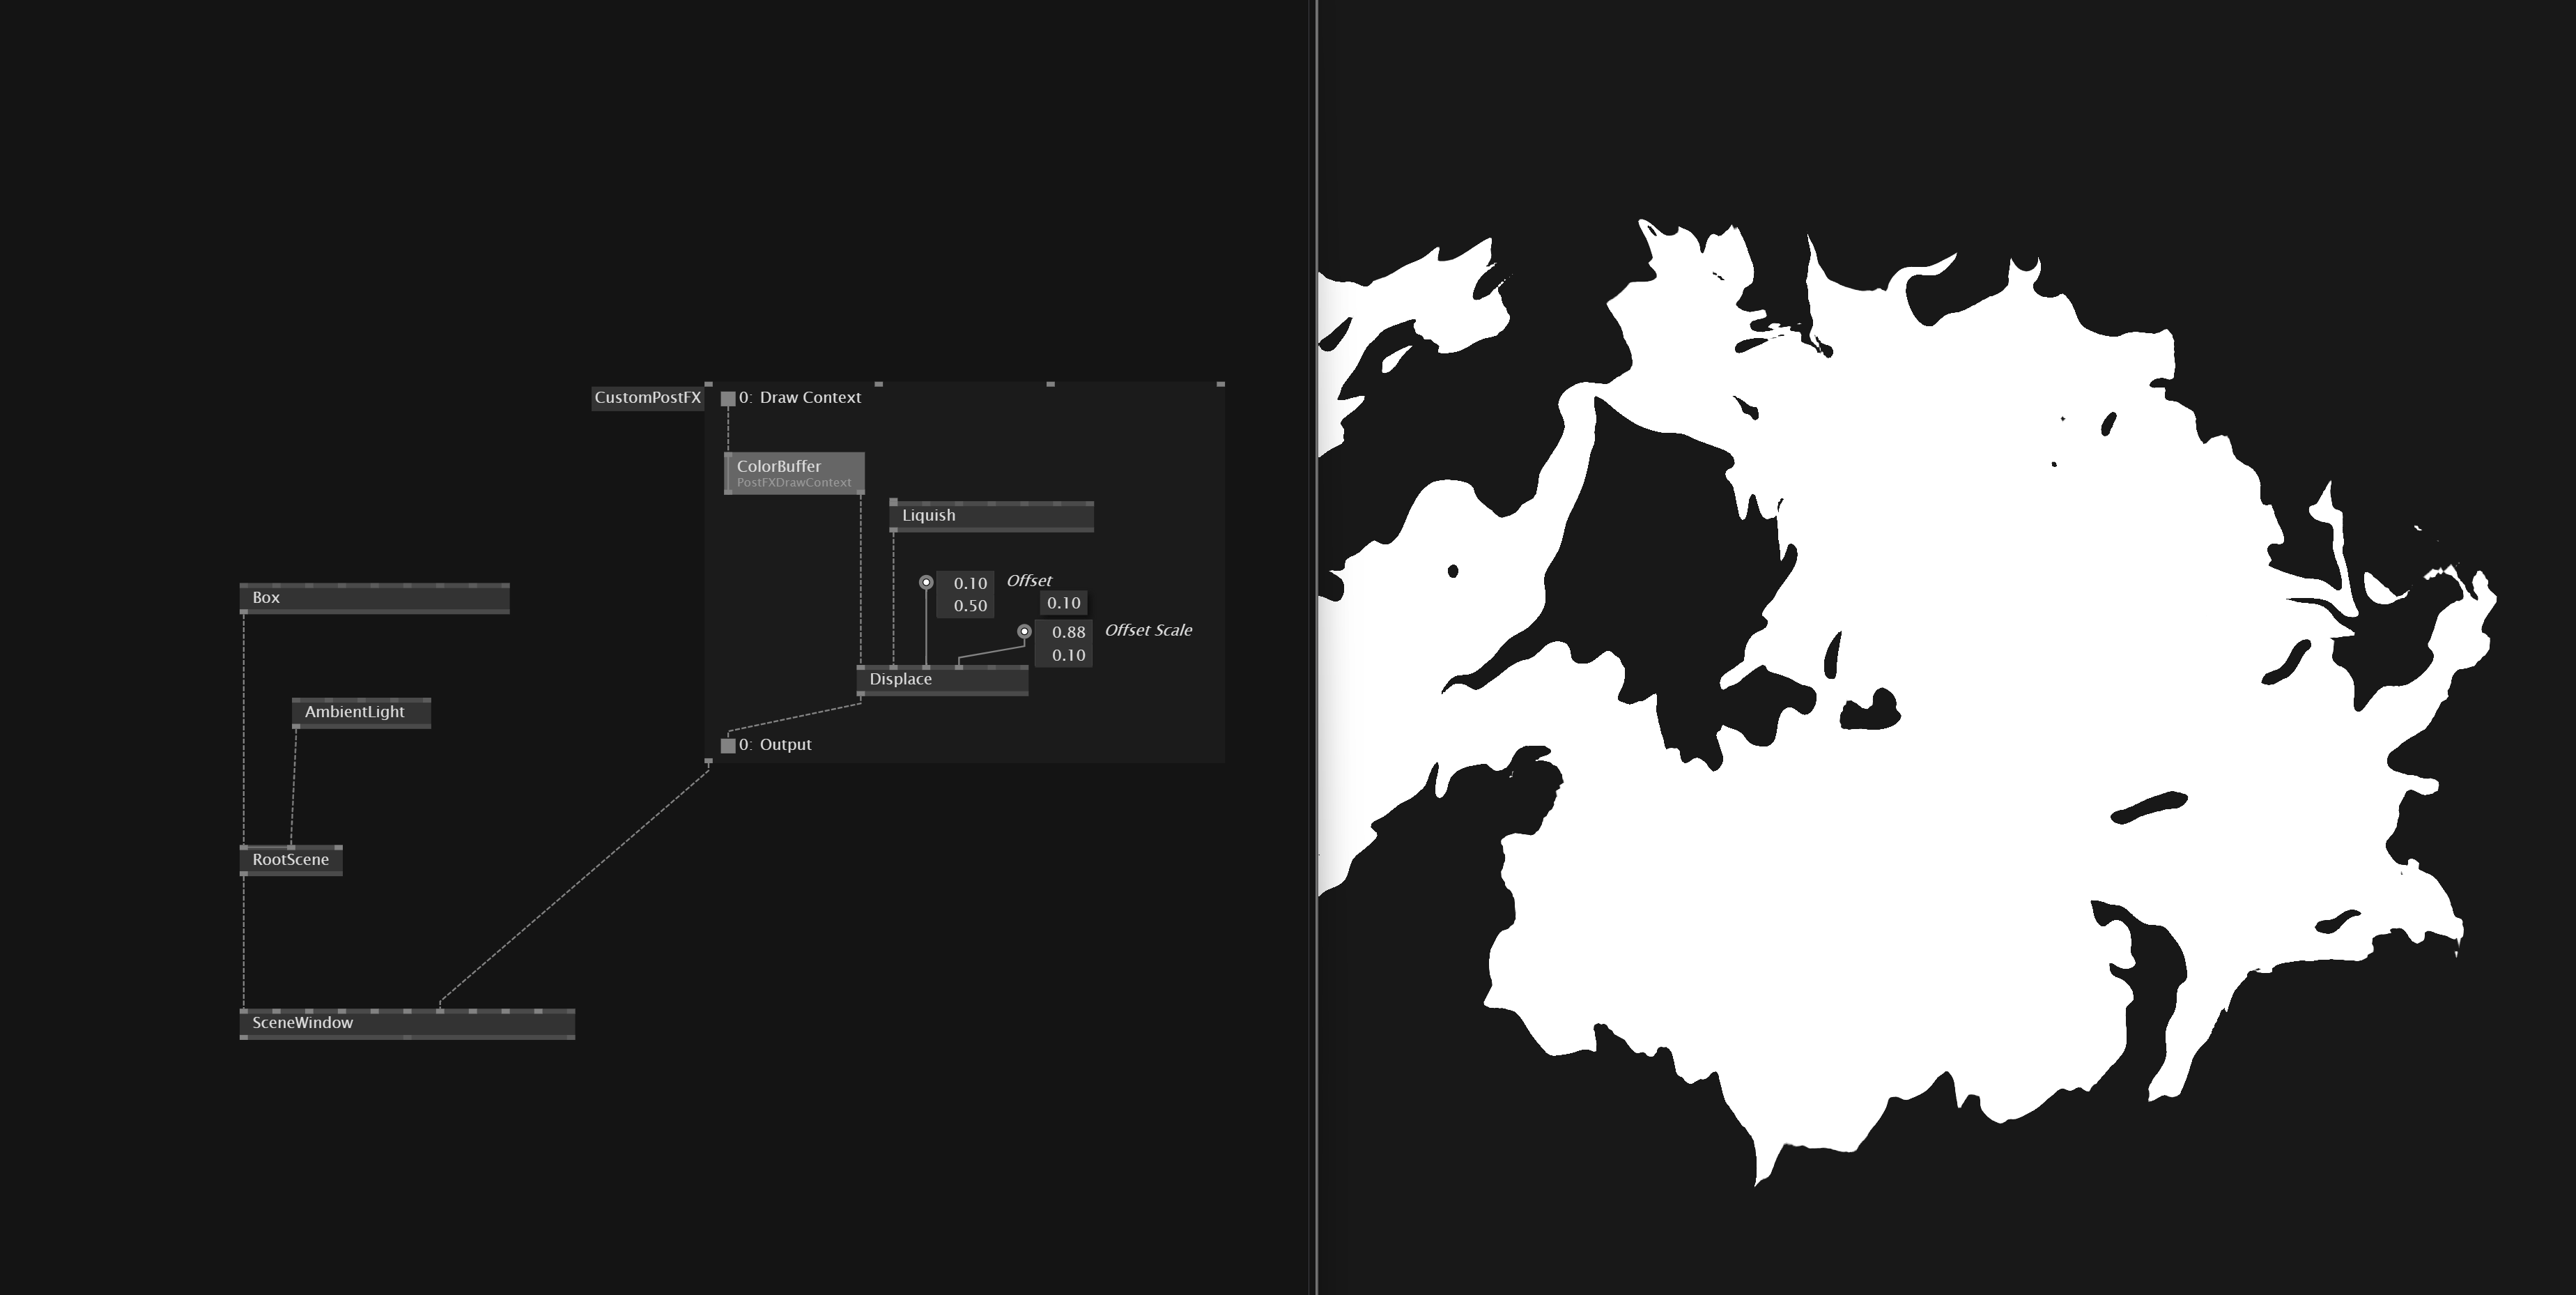 CustomPostFX
0: Draw Context
ColorBuffer
PostFXDrawContext
Liquish
0.10
0.50
Offset
0.10
0.88
0.10
Offset Scale
Displace
0: Output
Box
AmbientLight
RootScene
SceneWindow